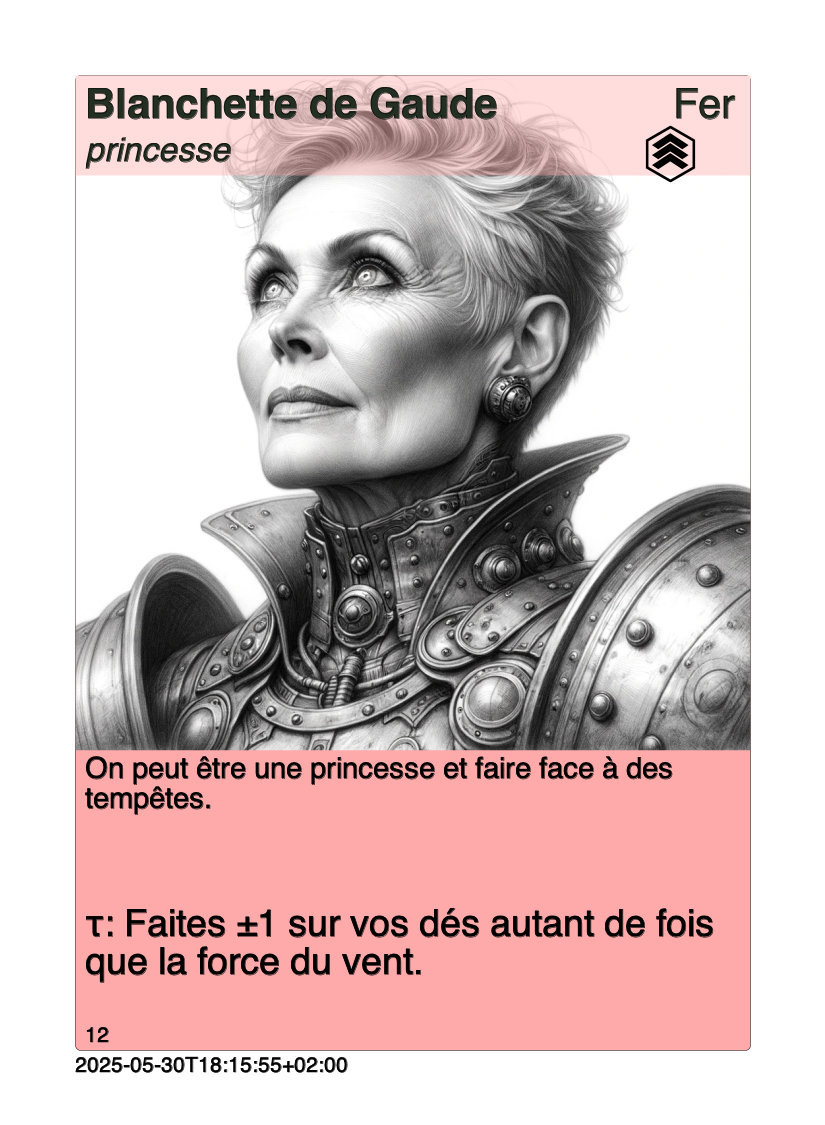 Blanchette de Gaude
Fer
princesse
On peut être une princesse et faire face à des
tempêtes.
τ: Faites ±1 sur vos dés autant de fois
que la force du vent.
12
2025-05-30T18:15:55+02:00